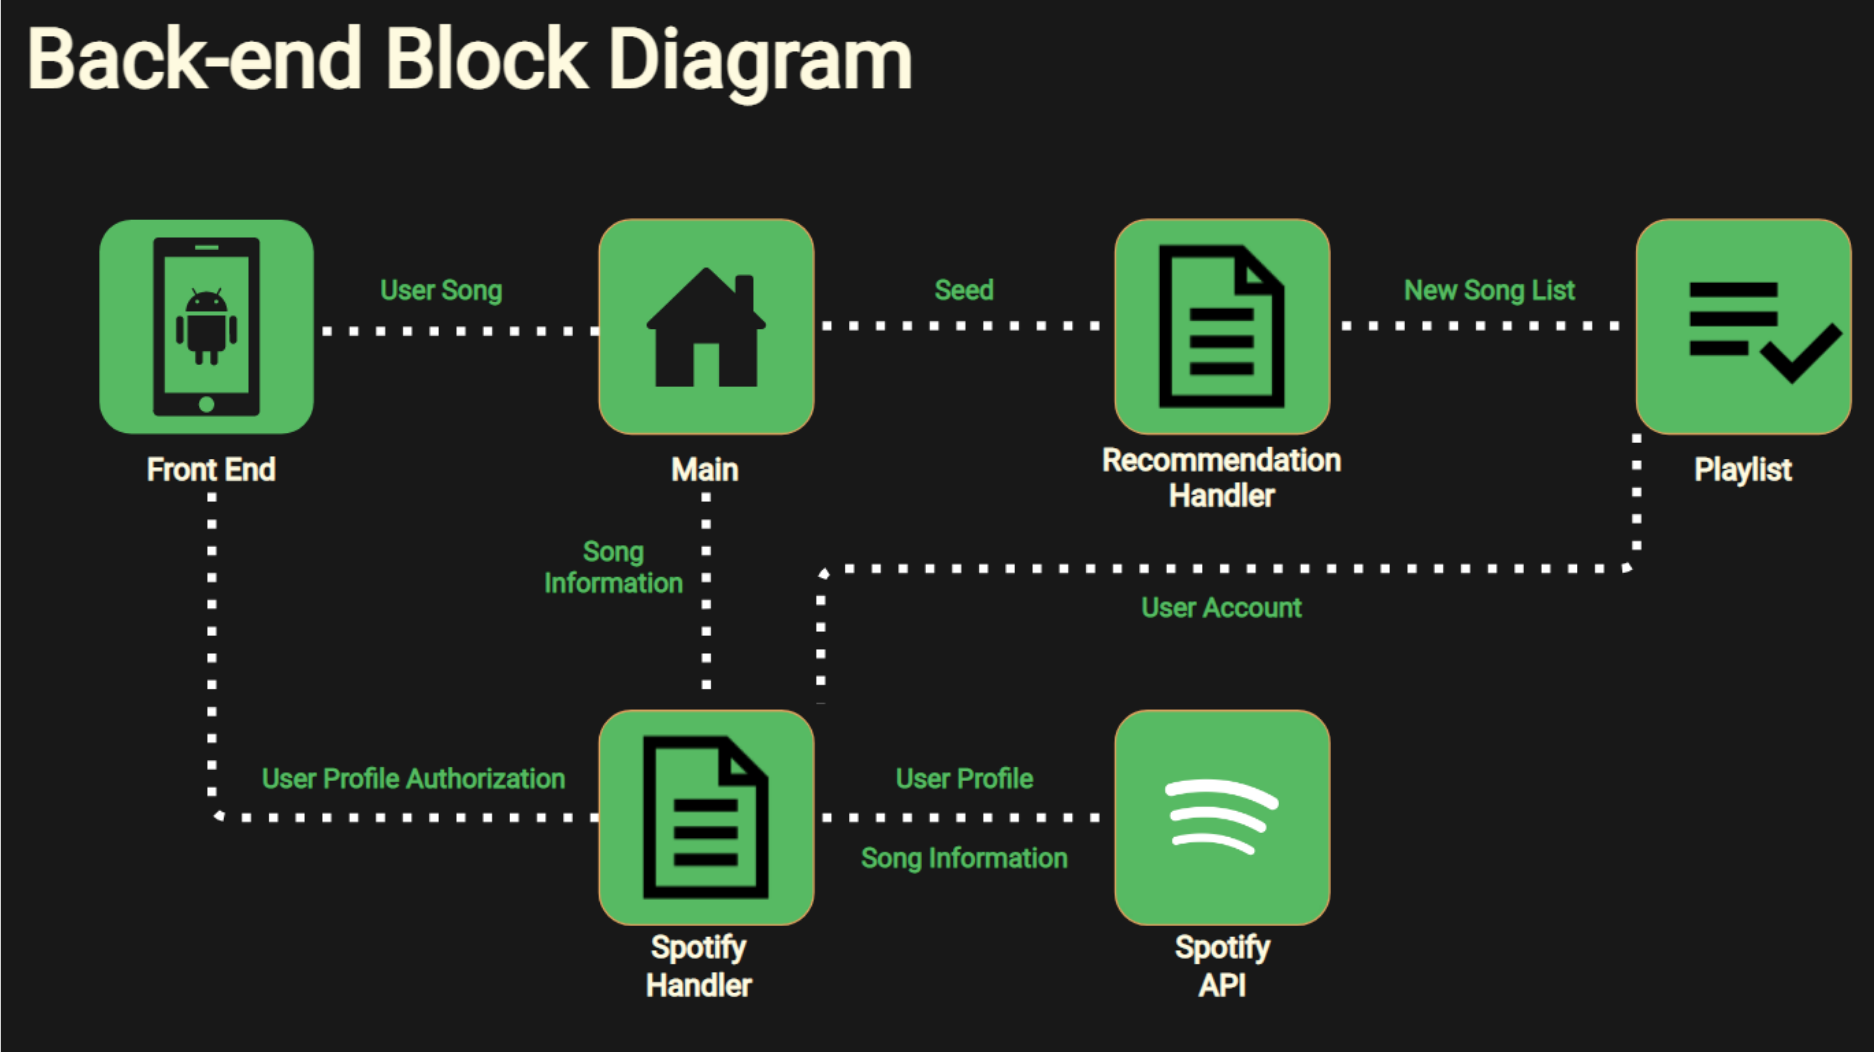 Back-end Block Diagram
User Song
Seed
New Song List
Front End
Main
Recommendation
Handler
Playlist
Song
Information
User Account
User Profile Authorization
User Profile
Song Information
Spotify
Handler
Spotify
API